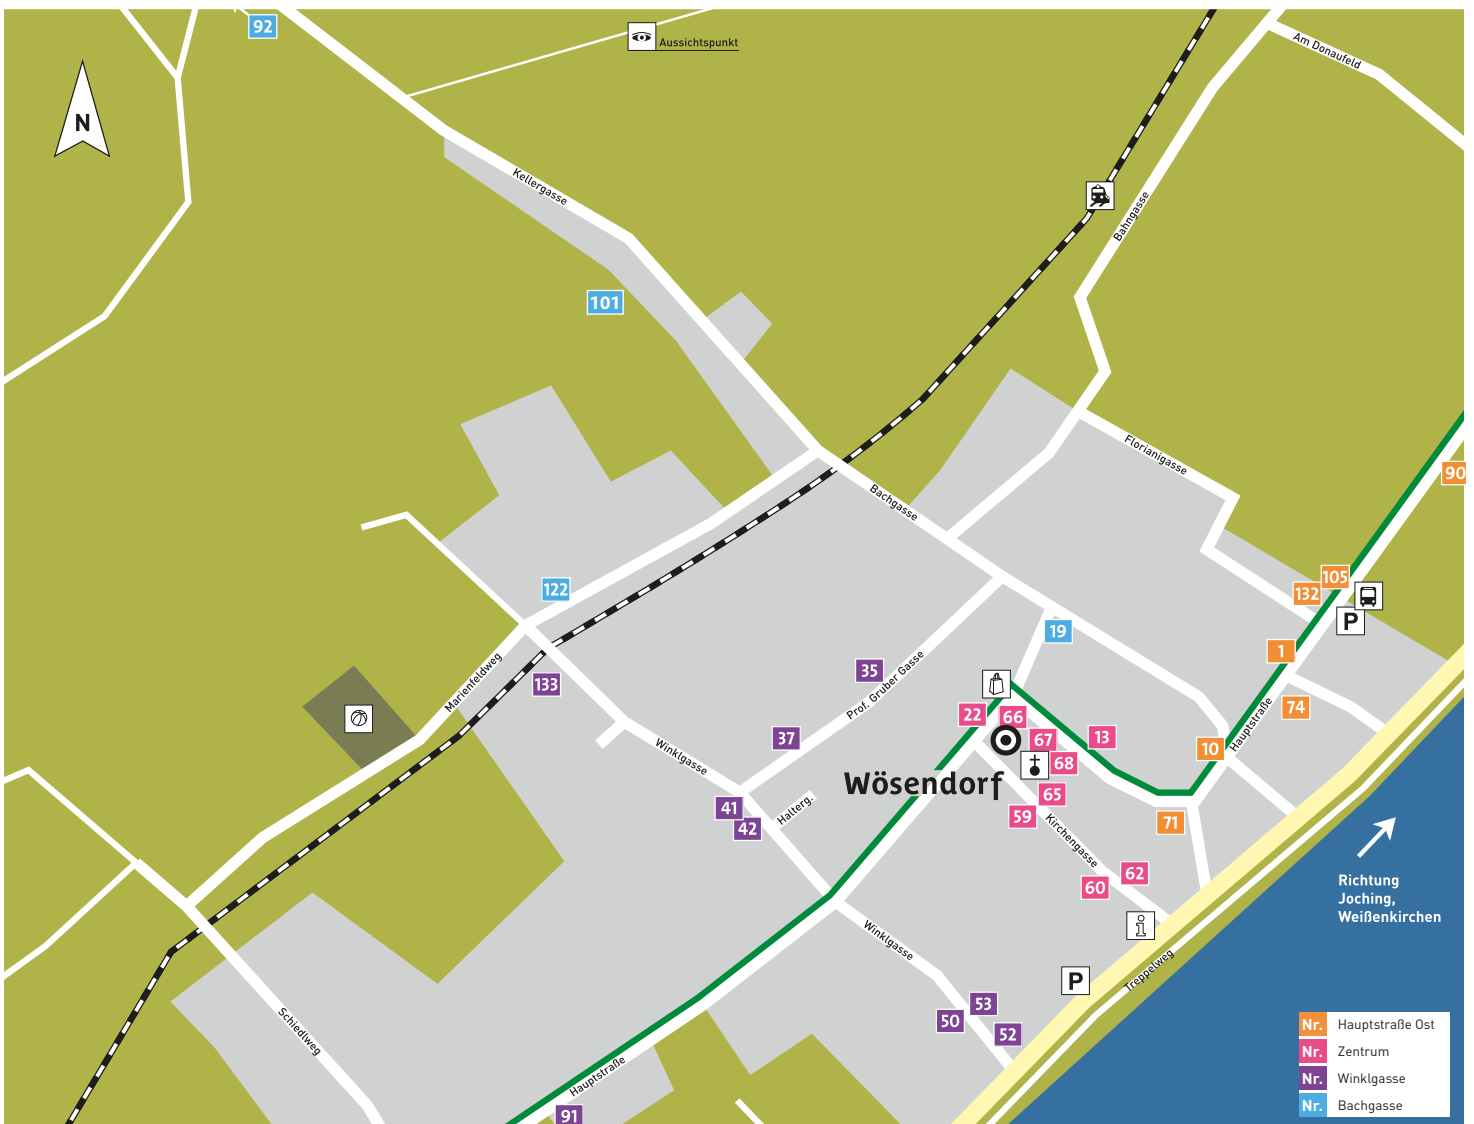 92
Aussichtspunkt
Am Donaufeld
N
Kellergasse
Bahngasse
101
Florianigasse
90
Bachgasse
122
105
132
P
19
1
Marienfeldweg
133
35
Prof. Gruber Gasse
74
22
66
Hauptstraße
37
67
13
10
Winklgasse
68
Wösendorf
65
41
Halterg.
59
71
42
Kirchengasse
62
60
Richtung
Joching,
Weißenkirchen
i
Winklgasse
Treppelweg
P
53
50
52
Schiedlweg
Hauptstraße
91
Nr. Hauptstraße Ost
Nr. Zentrum
Nr. Winklgasse
Nr. Bachgasse